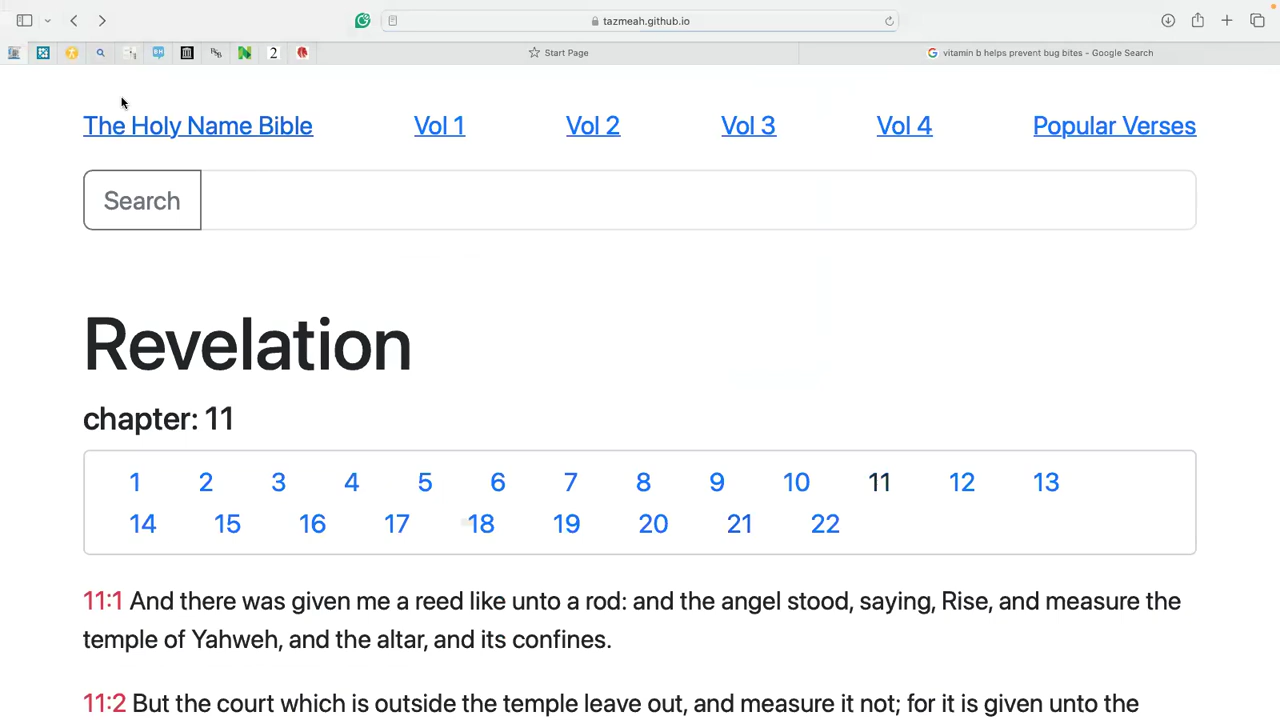 tazmeah.github.io
2
Start Page
vitamin b helps prevent bug bites - Google Search
The Holy Name Bible Vol 1 Vol 2 Vol 3 Vol 4 Popular Verses
Search
Revelation
chapter: 11
1 2 3 4 5 6 7 8 9 10 11 12 13
14 15 16 17 18 19 20 21 22
11:1 And there was given me a reed like unto a rod: and the angel stood, saying, Rise, and measure the
temple of Yahweh, and the altar, and its confines.
11:2 But the court which is outside the temple leave out, and measure it not; for it is given unto the